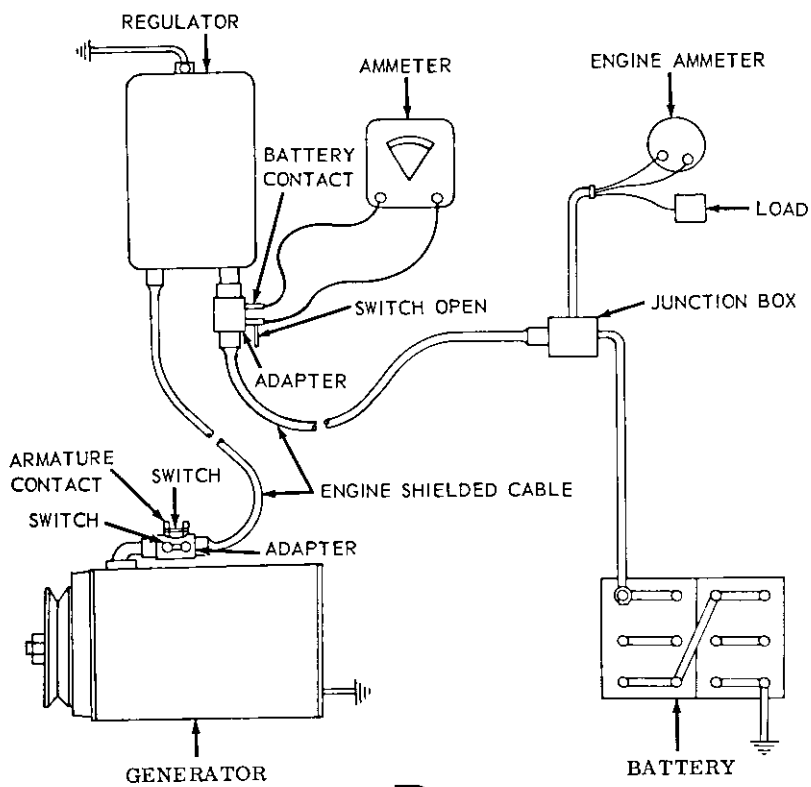 REGULATOR
AMMETER
ENGINE AMMETER
BATTERY
CONTACT
LOAD
SWITCH OPEN
JUNCTION BOX
ADAPTER
ARMATURE
CONTACT
SWITCH
ENGINE SHIELDED CABLE
SWITCH
ADAPTER
GENERATOR
BATTERY